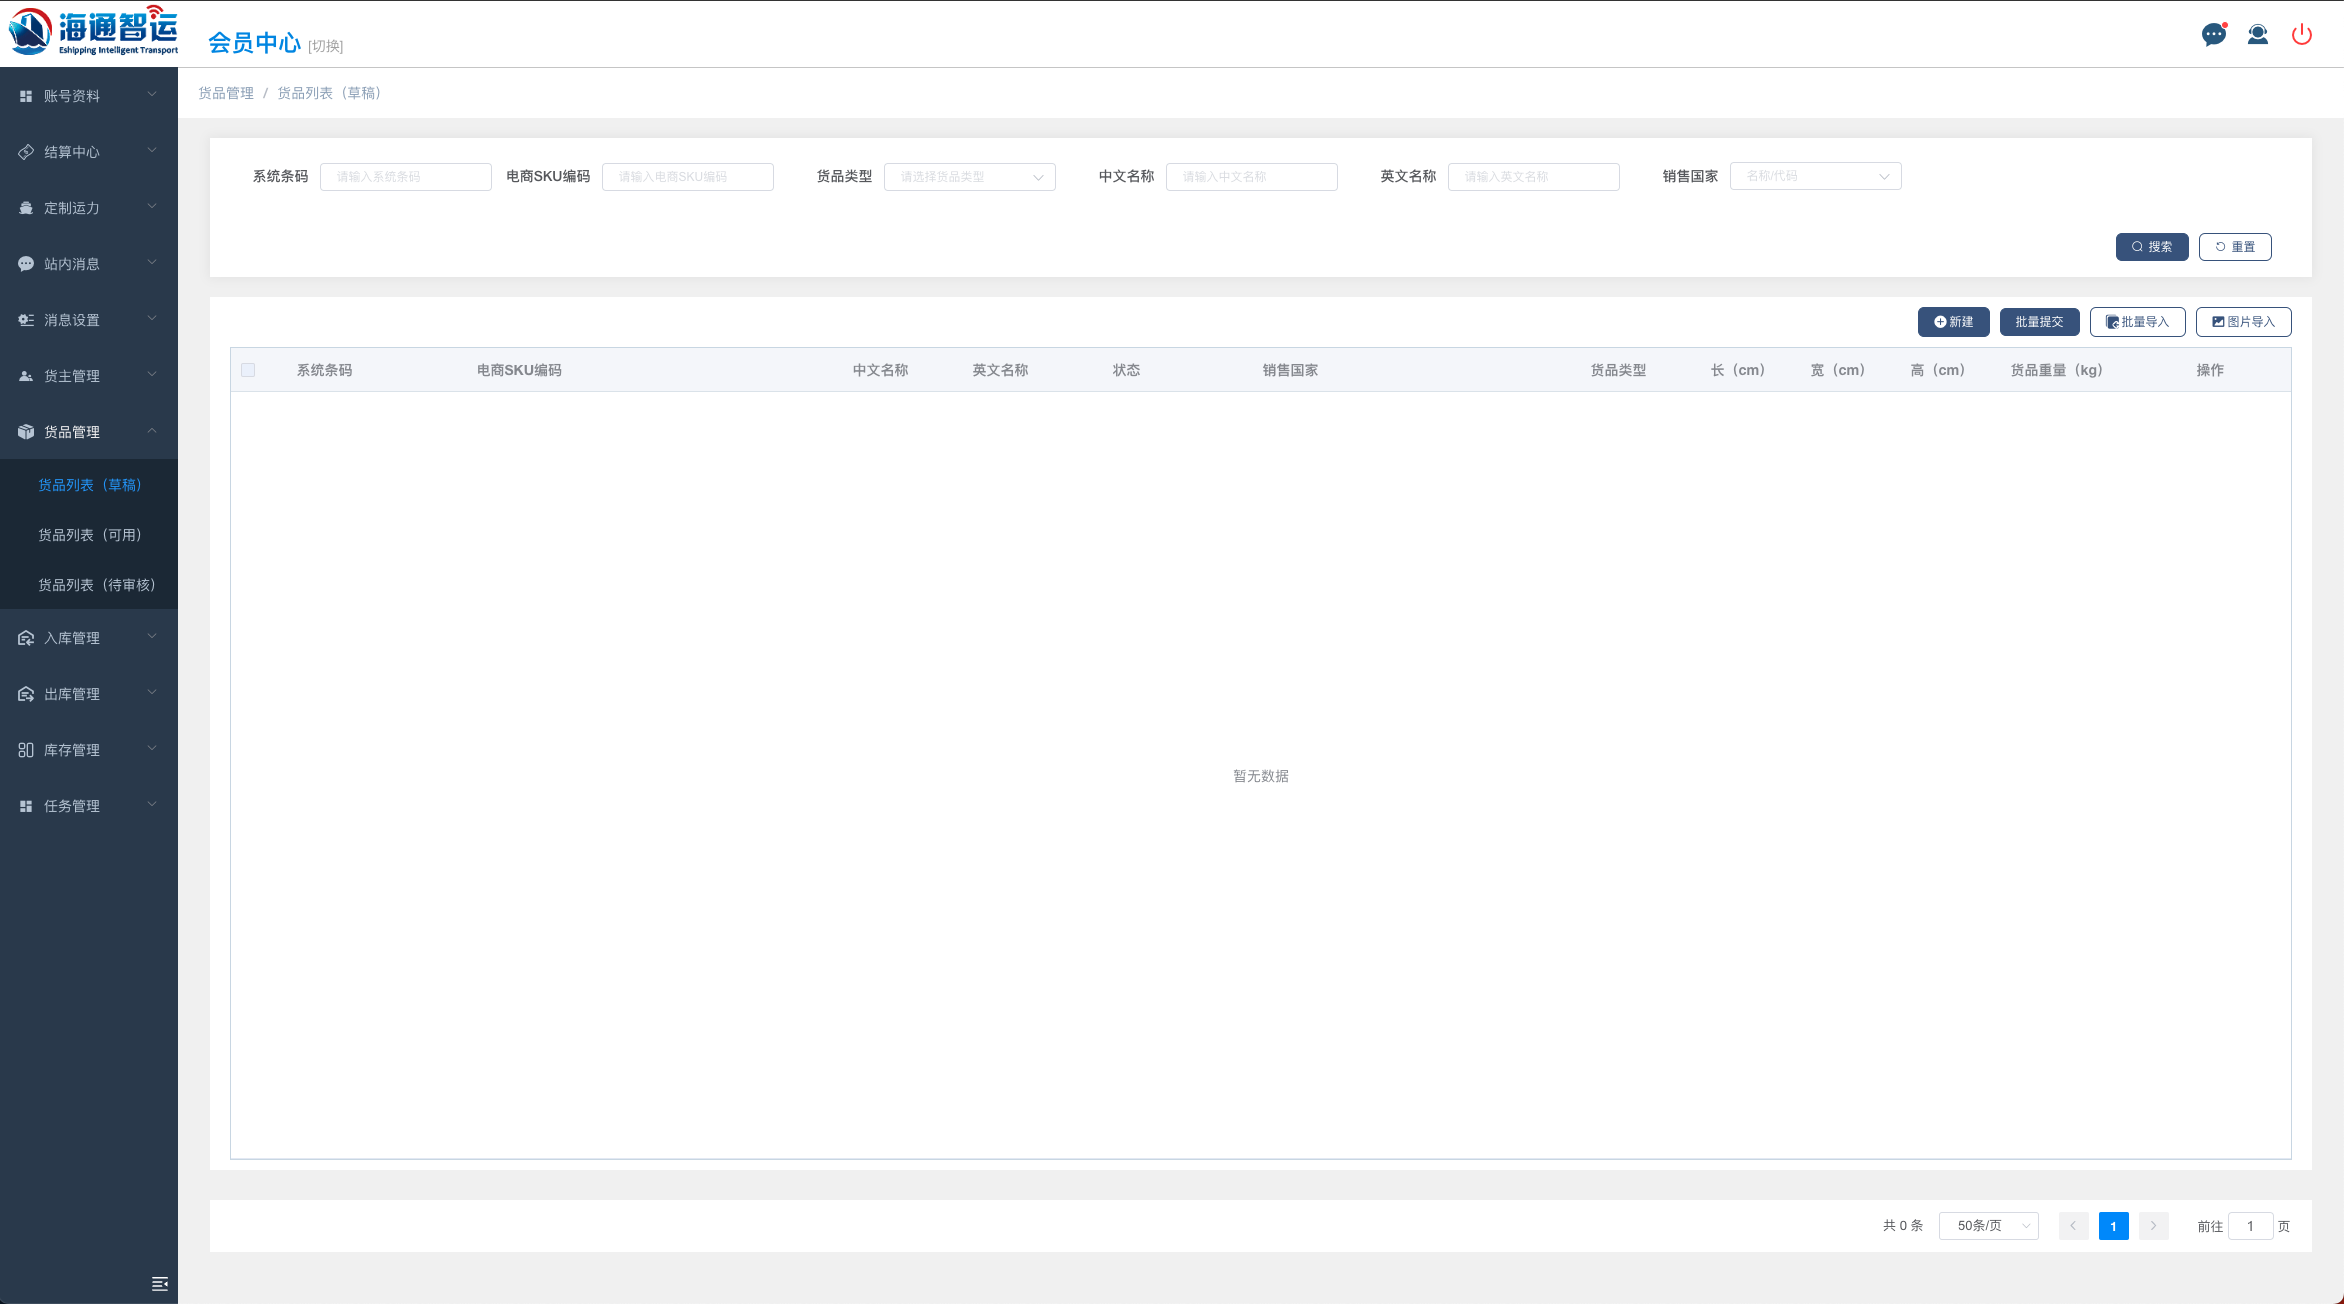 海通智运
Eshipping Intelligent Transport
会员中心 [切换]
账号资料
结算中心
定制运力
站内消息
消息设置
货主管理
货品管理
货品列表（草稿）
货品列表（可用）
货品列表（待审核）
入库管理
出库管理
库存管理
任务管理
货品管理 / 货品列表（草稿）
系统条码 请输入系统条码 电商SKU编码 请输入电商SKU编码 货品类型 请选择货品类型 中文名称 请输入中文名称 英文名称 请输入英文名称 销售国家 名称/代码
搜索 重置
新建 批量提交 批量导入 图片导入
系统条码 电商SKU编码 中文名称 英文名称 状态 销售国家 货品类型 长（cm） 宽（cm） 高（cm） 货品重量（kg） 操作
暂无数据
共 0 条 50条/页 1 前往 1 页